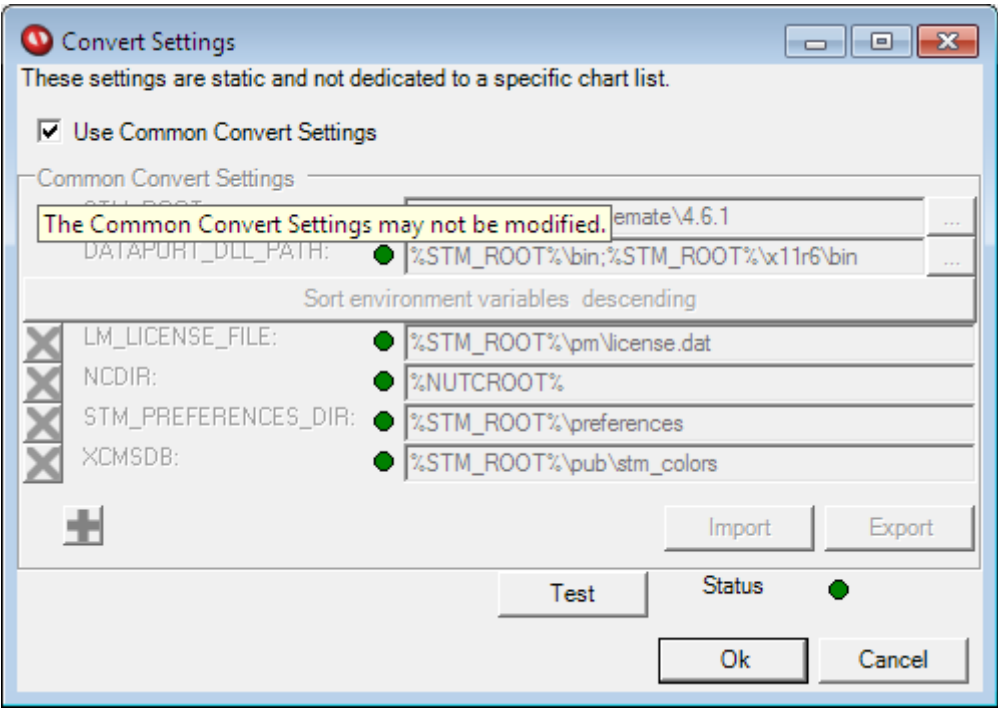 Convert Settings
These settings are static and not dedicated to a specific chart list.
Use Common Convert Settings
Common Convert Settings
emate\4.6.1 ...
The Common Convert Settings may not be modified.
DATAPORT_DLL_PATH: %STM_ROOT%\bin;%STM_ROOT%\x11r6\bin ...
Sort environment variables descending
LM_LICENSE_FILE: %STM_ROOT%\pm\license.dat
NCDIR: %NUTCROOT%
STM_PREFERENCES_DIR: %STM_ROOT%\preferences
XCMSDB: %STM_ROOT%\pub\stm_colors
Import Export
Test Status
Ok Cancel